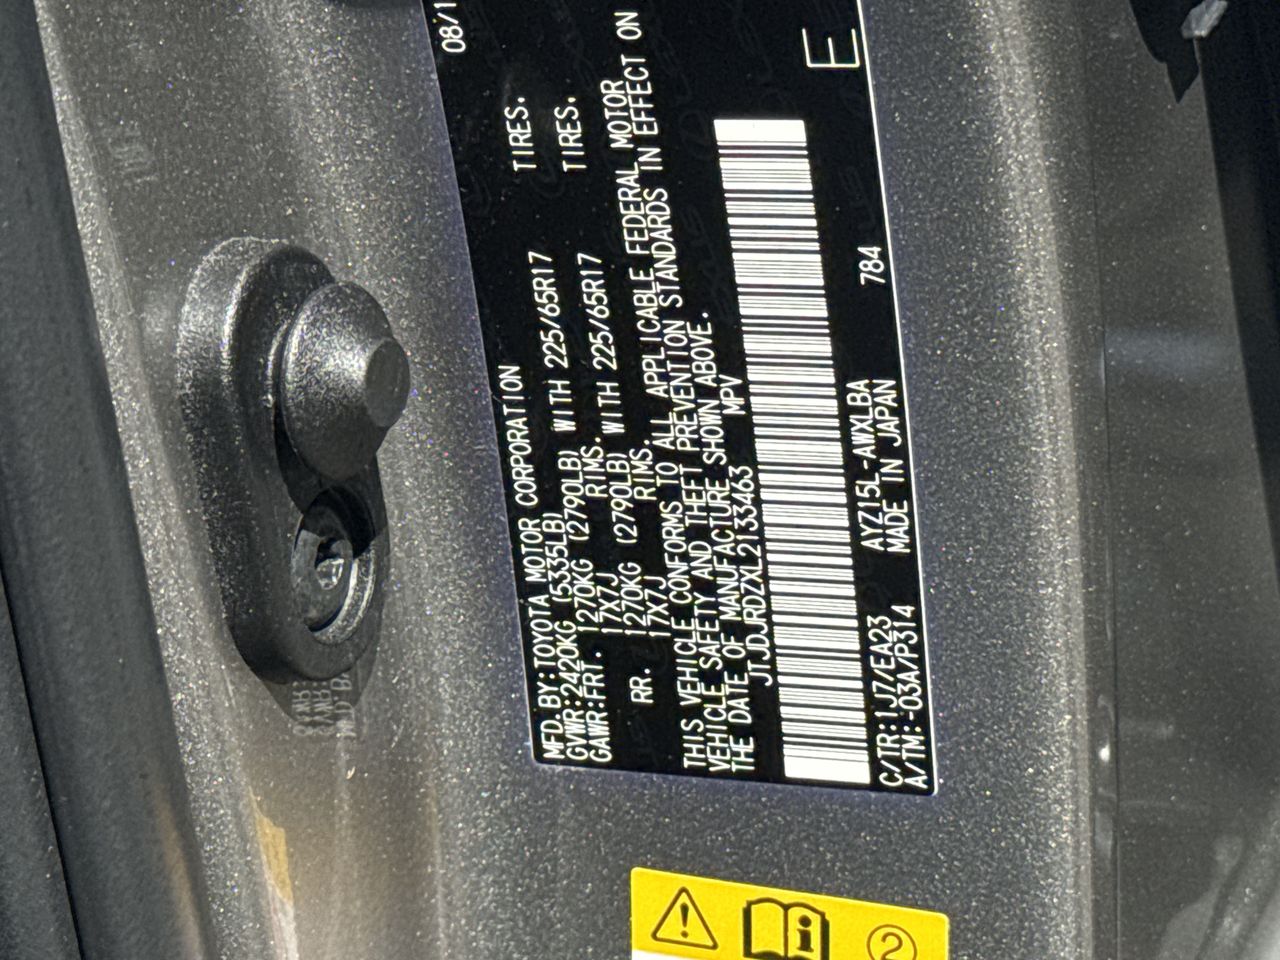 08/1
MFD. BY:TOYOTA MOTOR CORPORATION
GVWR:2420KG (5335LB)
GAWR:FRT. 1270KG (2790LB) WITH 225/65R17 TIRES.
17X7J RIMS.
RR. 1270KG (2790LB) WITH 225/65R17 TIRES.
17X7J RIMS.
THIS VEHICLE CONFORMS TO ALL APPLICABLE FEDERAL MOTOR
VEHICLE SAFETY AND THEFT PREVENTION STANDARDS IN EFFECT ON
THE DATE OF MANUFACTURE SHOWN ABOVE.
JTJDJRDZXL2133463 MPV
C/TR:1J7/EA23 AYZ15L-AWXLBA 784
A/TM:-03A/P314 MADE IN JAPAN
E
2